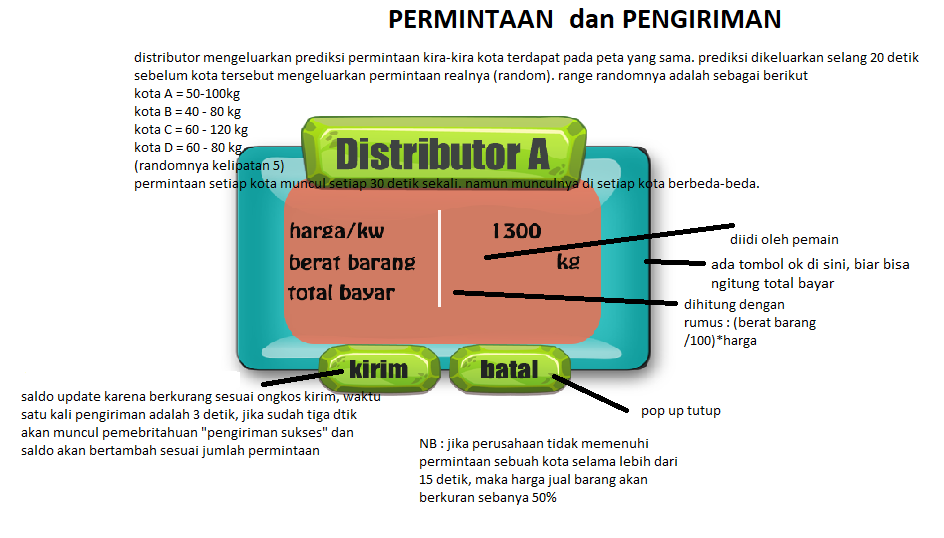 PERMINTAAN dan PENGIRIMAN
distributor mengeluarkan prediksi permintaan kira-kira kota terdapat pada peta yang sama. prediksi dikeluarkan selang 20 detik
sebelum kota tersebut mengeluarkan permintaan realnya (random). range randomnya adalah sebagai berikut
kota A = 50-100kg
kota B = 40 - 80 kg
kota C = 60 - 120 kg
kota D = 60 - 80 kg
(randomnya kelipatan 5)
permintaan setiap kota muncul setiap 30 detik sekali. namun munculnya di setiap kota berbeda-beda.
Distributor A
harga/kw 1300
berat barang kg
total bayar
diidi oleh pemain
ada tombol ok di sini, biar bisa
ngitung total bayar
dihitung dengan
rumus : (berat barang
/100)*harga
kirim
batal
saldo update karena berkurang sesuai ongkos kirim, waktu
satu kali pengiriman adalah 3 detik, jika sudah tiga dtik
akan muncul pemebritahuan "pengiriman sukses" dan
saldo akan bertambah sesuai jumlah permintaan
pop up tutup
NB : jika perusahaan tidak memenuhi
permintaan sebuah kota selama lebih dari
15 detik, maka harga jual barang akan
berkuran sebanya 50%